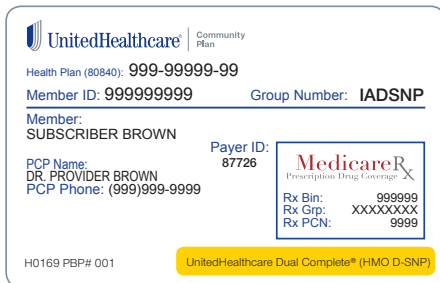 UnitedHealthcare® Community Plan
Health Plan (80840): 999-99999-99
Member ID: 999999999 Group Number: IADSNP
Member:
SUBSCRIBER BROWN
Payer ID:
87726
PCP Name:
DR. PROVIDER BROWN
PCP Phone: (999)999-9999
MedicareRx
Prescription Drug Coverage
Rx Bin: 999999
Rx Grp: XXXXXXXX
Rx PCN: 9999
H0169 PBP# 001 UnitedHealthcare Dual Complete® (HMO D-SNP)